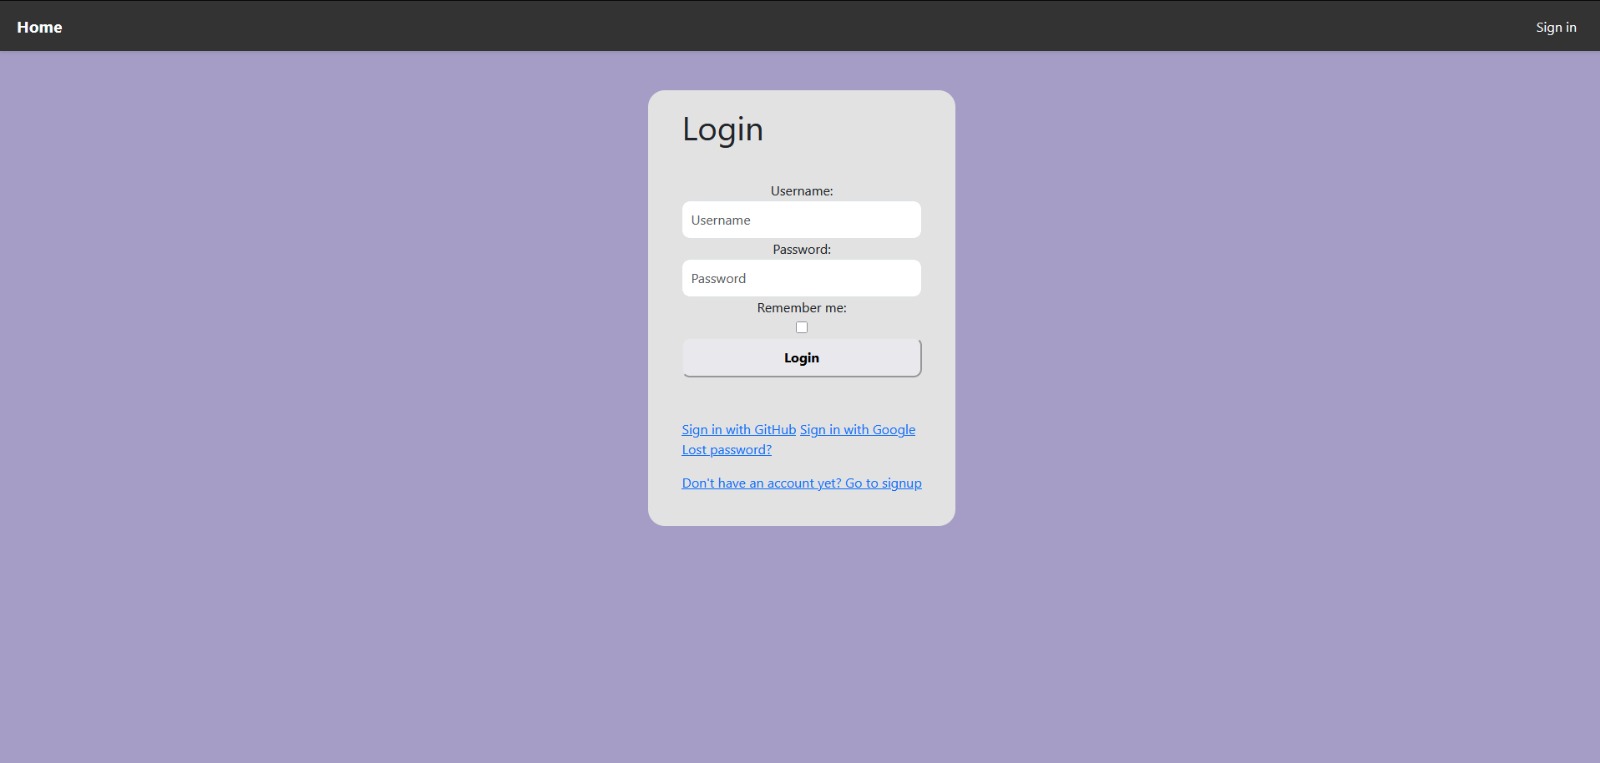 Home
Sign in
Login
Username:
Username
Password:
Password
Remember me:
Login
Sign in with GitHub Sign in with Google
Lost password?
Don't have an account yet? Go to signup